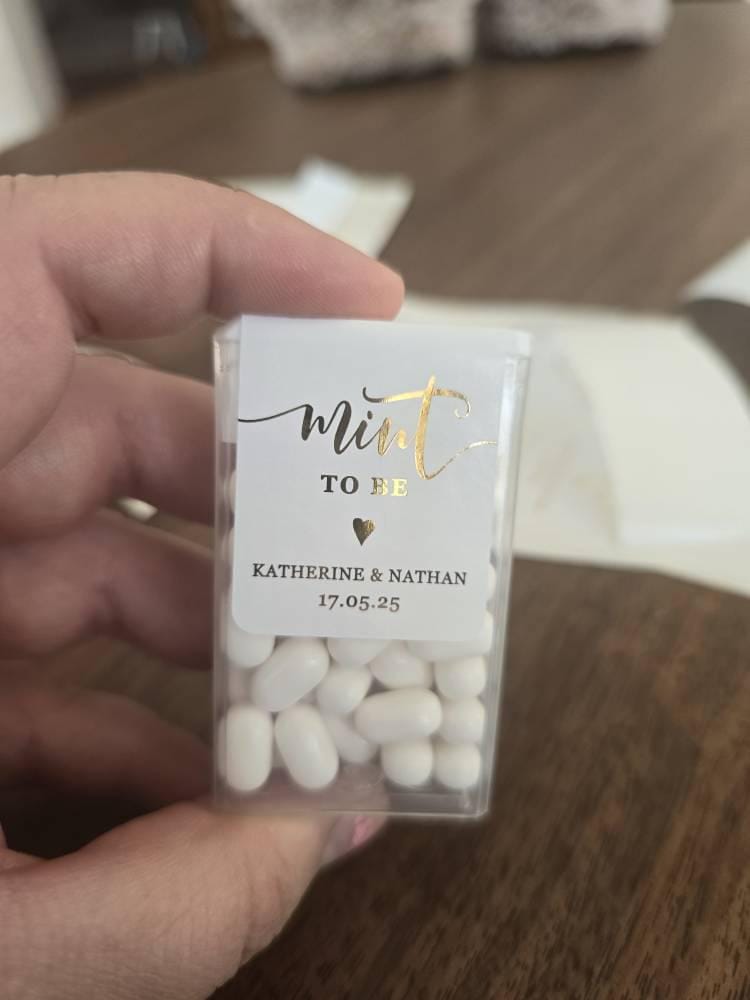 mint
TO BE
KATHERINE & NATHAN
17.05.25